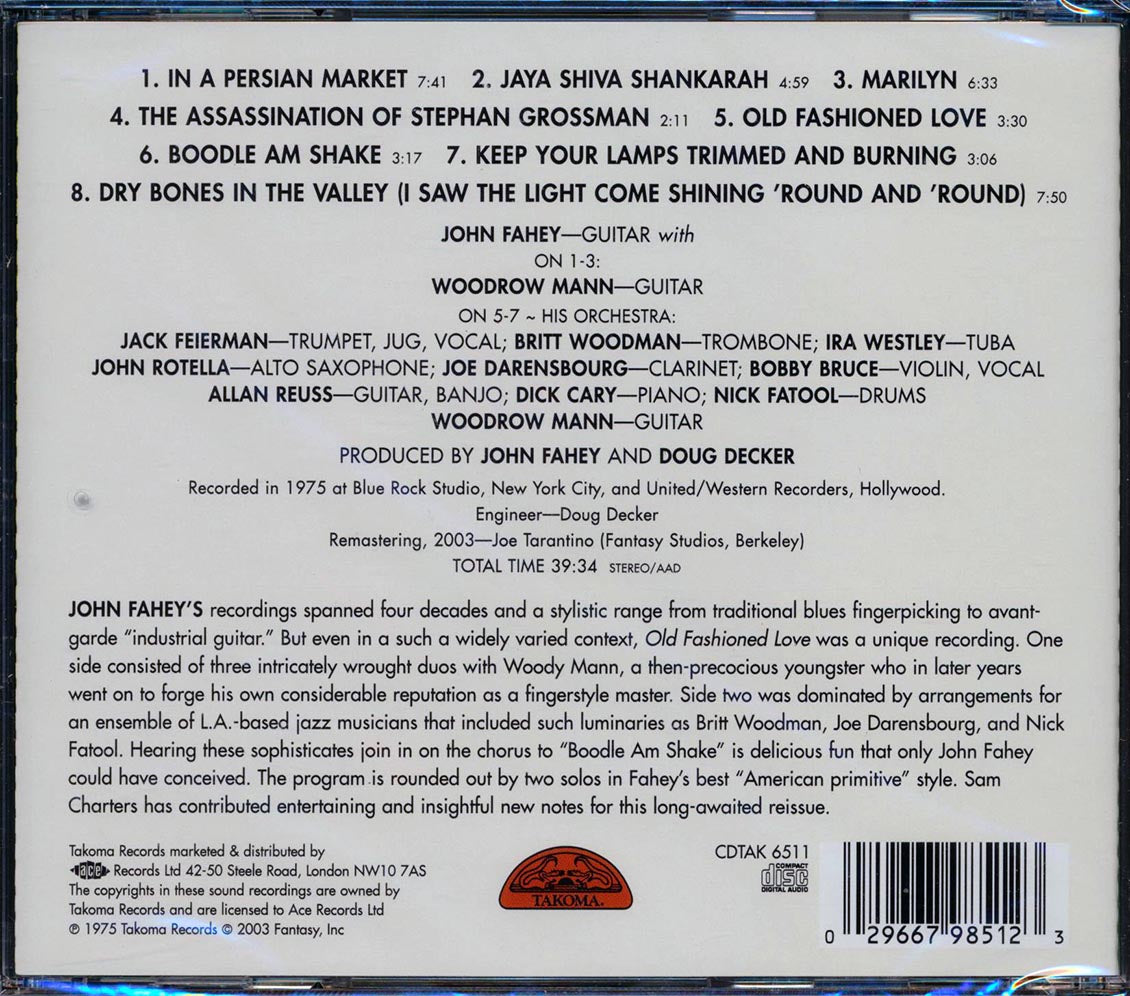 1. IN A PERSIAN MARKET 7:41 2. JAYA SHIVA SHANKARAH 4:59 3. MARILYN 6:33
4. THE ASSASSINATION OF STEPHAN GROSSMAN 2:11 5. OLD FASHIONED LOVE 3:30
6. BOODLE AM SHAKE 3:17 7. KEEP YOUR LAMPS TRIMMED AND BURNING 3:06
8. DRY BONES IN THE VALLEY (I SAW THE LIGHT COME SHINING ’ROUND AND ’ROUND) 7:50
JOHN FAHEY—GUITAR with
ON 1-3:
WOODROW MANN—GUITAR
ON 5-7 ~ HIS ORCHESTRA:
JACK FEIERMAN—TRUMPET, JUG, VOCAL; BRITT WOODMAN—TROMBONE; IRA WESTLEY—TUBA
JOHN ROTELLA—ALTO SAXOPHONE; JOE DARENSBOURG—CLARINET; BOBBY BRUCE—VIOLIN, VOCAL
ALLAN REUSS—GUITAR, BANJO; DICK CARY—PIANO; NICK FATOOL—DRUMS
WOODROW MANN—GUITAR
PRODUCED BY JOHN FAHEY AND DOUG DECKER
Recorded in 1975 at Blue Rock Studio, New York City, and United/Western Recorders, Hollywood.
Engineer—Doug Decker
Remastering, 2003—Joe Tarantino (Fantasy Studios, Berkeley)
TOTAL TIME 39:34 STEREO/AAD
JOHN FAHEY’S recordings spanned four decades and a stylistic range from traditional blues fingerpicking to avant-
garde “industrial guitar.” But even in a such a widely varied context, Old Fashioned Love was a unique recording. One
side consisted of three intricately wrought duos with Woody Mann, a then-precocious youngster who in later years
went on to forge his own considerable reputation as a fingerstyle master. Side two was dominated by arrangements for
an ensemble of L.A.-based jazz musicians that included such luminaries as Britt Woodman, Joe Darensbourg, and Nick
Fatool. Hearing these sophisticates join in on the chorus to “Boodle Am Shake” is delicious fun that only John Fahey
could have conceived. The program is rounded out by two solos in Fahey’s best “American primitive” style. Sam
Charters has contributed entertaining and insightful new notes for this long-awaited reissue.
Takoma Records marketed & distributed by
ace Records Ltd 42-50 Steele Road, London NW10 7AS
The copyrights in these sound recordings are owned by
Takoma Records and are licensed to Ace Records Ltd
℗ 1975 Takoma Records © 2003 Fantasy, Inc
TAKOMA.
CDTAK 6511
COMPACT
disc
DIGITAL AUDIO
0 29667 98512 3